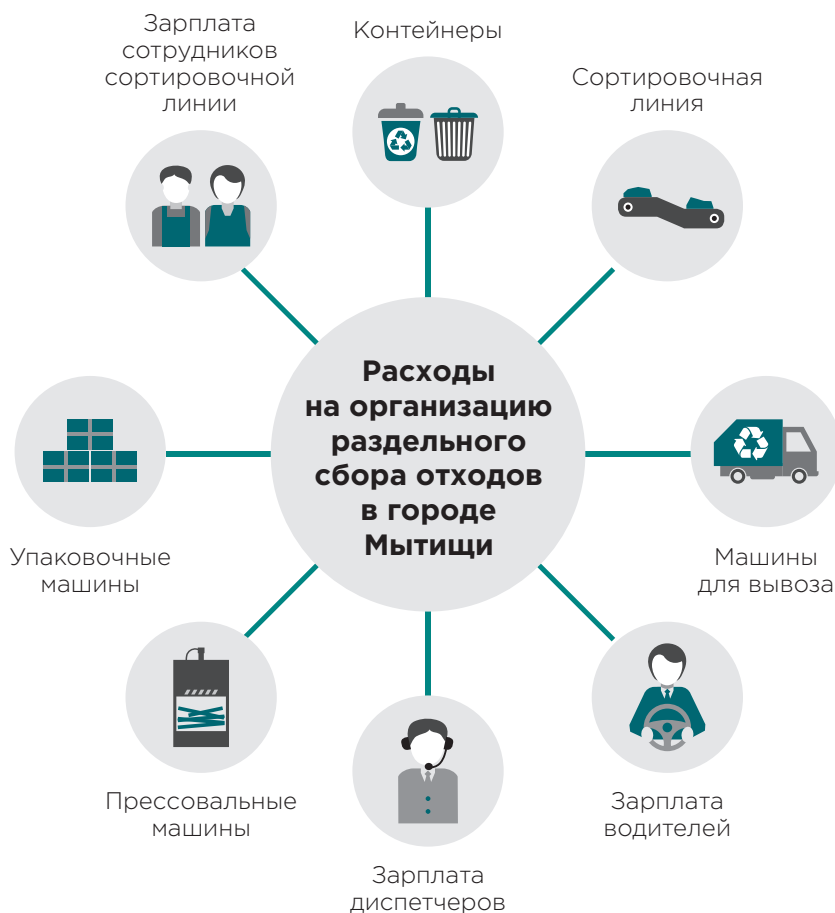 Зарплата
сотрудников
сортировочной
линии
Контейнеры
Сортировочная
линия
Расходы
на организацию
раздельного
сбора отходов
в городе
Мытищи
Упаковочные
машины
Машины
для вывоза
Прессовальные
машины
Зарплата
водителей
Зарплата
диспетчеров